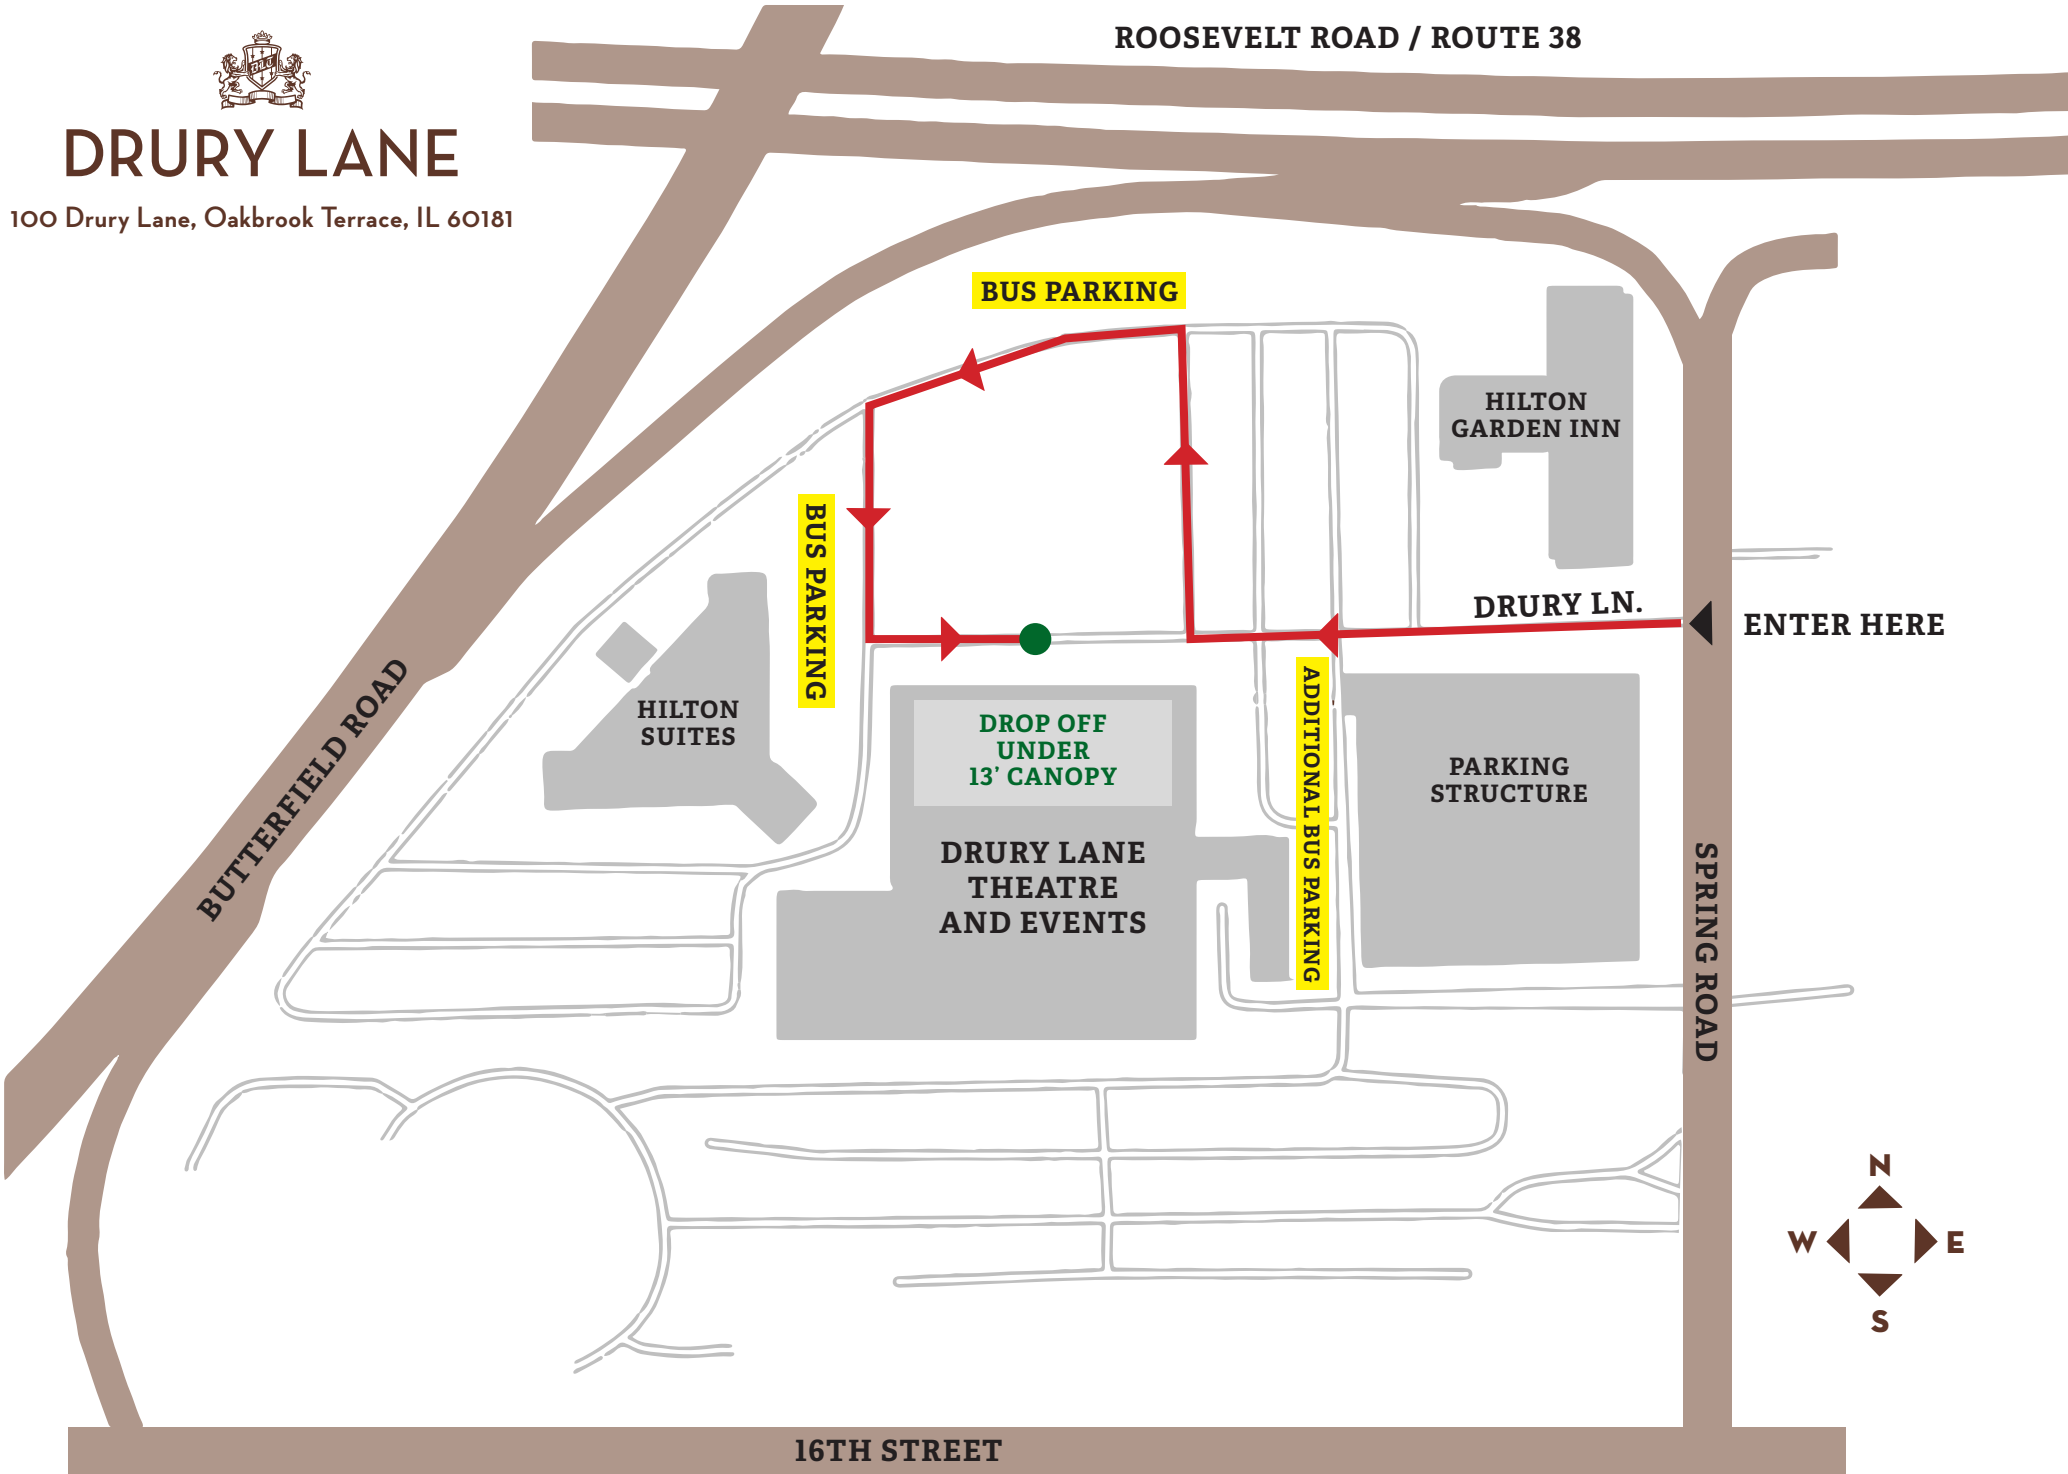 ROOSEVELT ROAD / ROUTE 38
DRURY LANE
100 Drury Lane, Oakbrook Terrace, IL 60181
BUS PARKING
HILTON
GARDEN INN
BUS PARKING
DRURY LN.
ENTER HERE
HILTON
SUITES
BUTTERFIELD ROAD
DROP OFF
UNDER
13’ CANOPY
ADDITIONAL BUS PARKING
PARKING
STRUCTURE
DRURY LANE
THEATRE
AND EVENTS
SPRING ROAD
N
W
E
S
16TH STREET